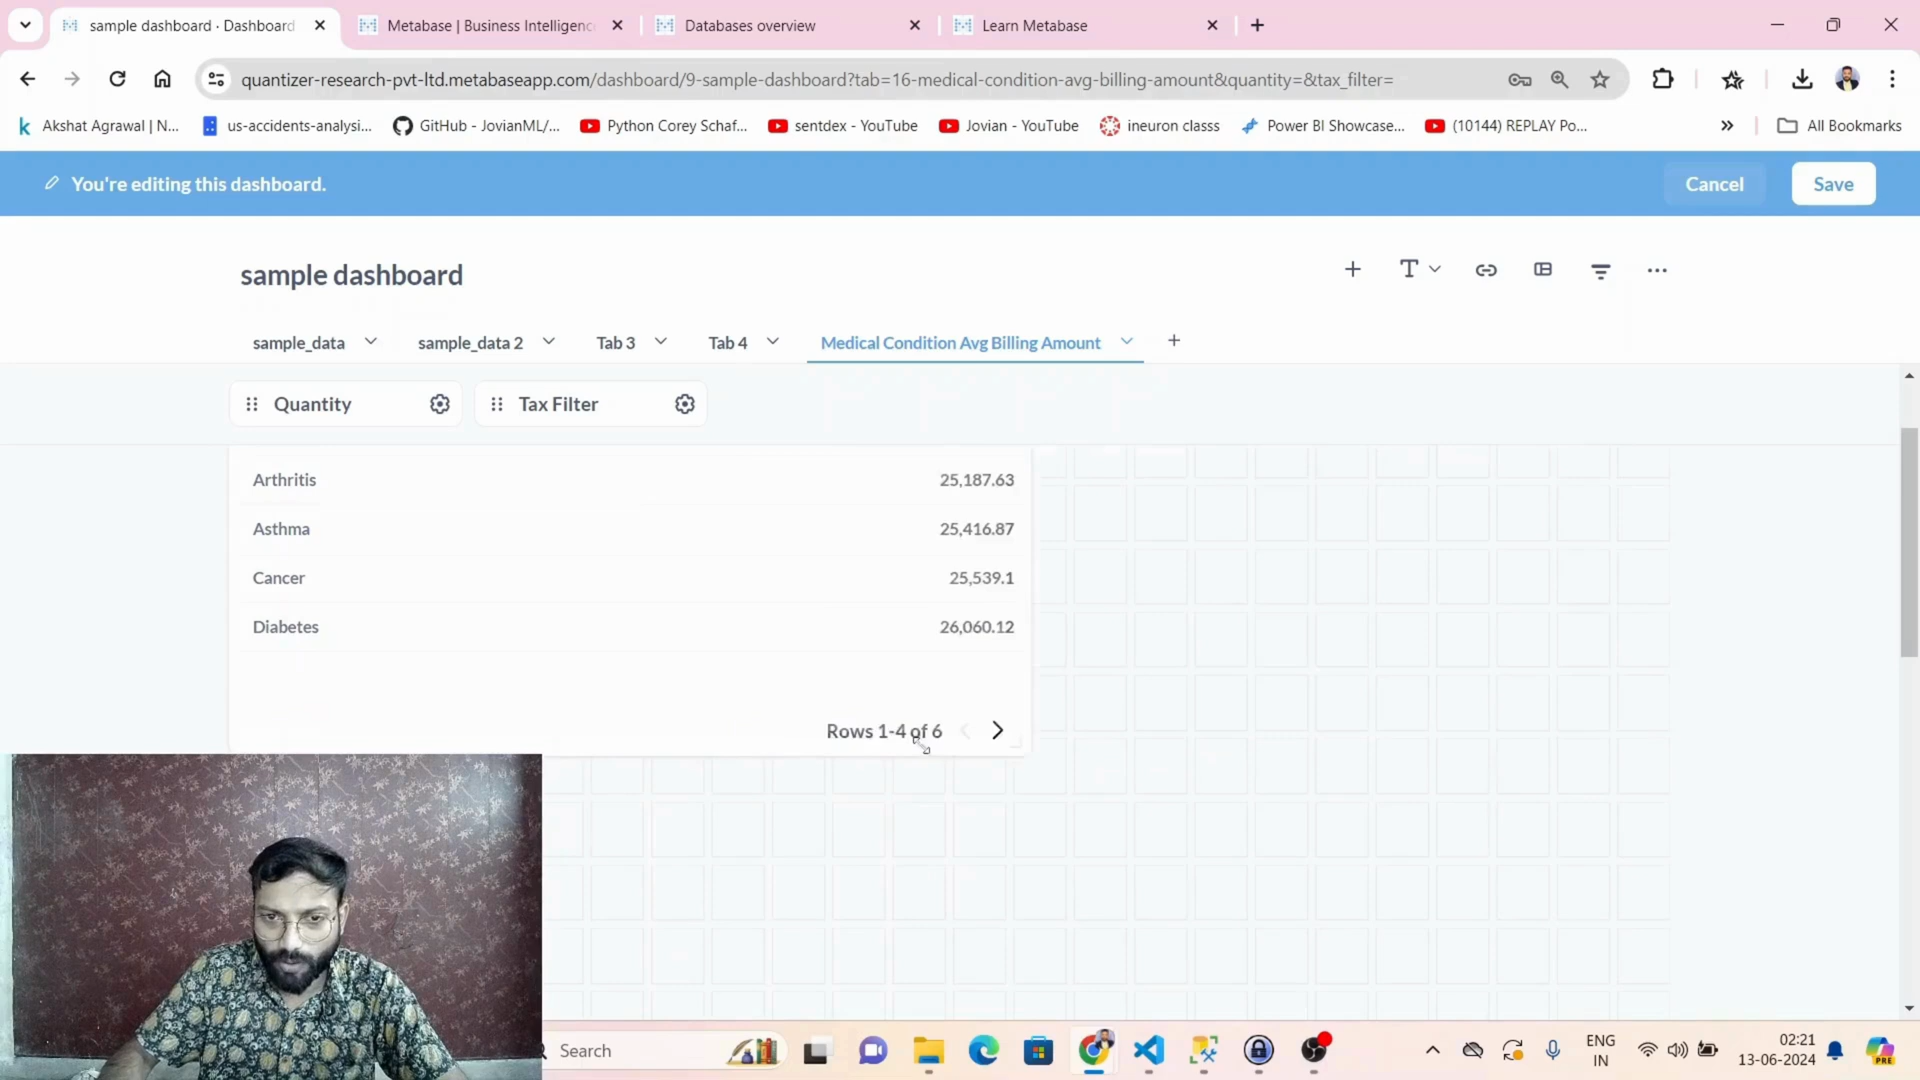 sample dashboard · Dashboard
Metabase | Business Intelligence
Databases overview
Learn Metabase
quantizer-research-pvt-ltd.metabaseapp.com/dashboard/9-sample-dashboard?tab=16-medical-condition-avg-billing-amount&quantity=&tax_filter=
Akshat Agrawal | N...
us-accidents-analysi...
GitHub - JovianML/...
Python Corey Schaf...
sentdex - YouTube
Jovian - YouTube
ineuron classs
Power BI Showcase...
(10144) REPLAY Po...
All Bookmarks
You're editing this dashboard.
Cancel
Save
sample dashboard
sample_data
sample_data 2
Tab 3
Tab 4
Medical Condition Avg Billing Amount
Quantity
Tax Filter
Arthritis 25,187.63
Asthma 25,416.87
Cancer 25,539.1
Diabetes 26,060.12
Rows 1-4 of 6
Search
PRE
ENG
IN
02:21
13-06-2024